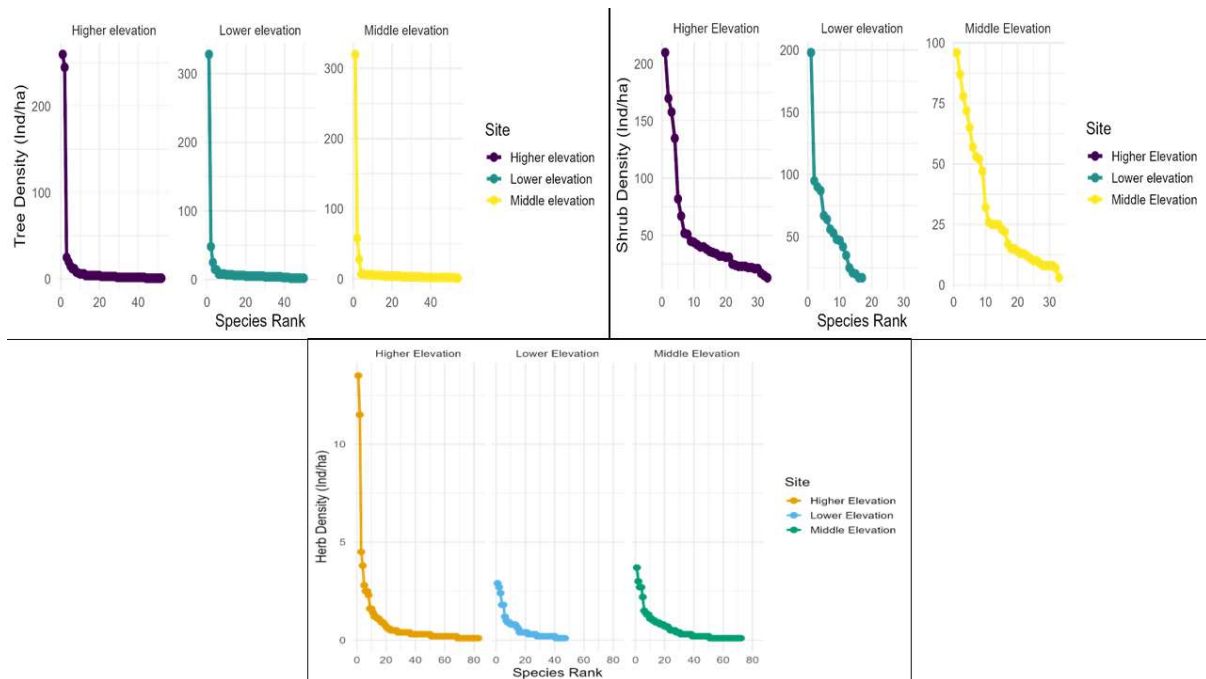 Higher elevation Lower elevation Middle elevation
Tree Density (Ind/ha)
200
100
0
300
200
100
0
300
200
100
0
0 20 40 0 20 40 0 20 40
Species Rank
Site
Higher elevation
Lower elevation
Middle elevation
Higher Elevation Lower elevation Middle Elevation
Shrub Density (Ind/ha)
200
150
100
50
200
150
100
50
100
75
50
25
0
0 10 20 30 0 10 20 30 0 10 20 30
Species Rank
Site
Higher Elevation
Lower elevation
Middle Elevation
Higher Elevation Lower Elevation Middle Elevation
Herb Density (Ind/ha)
10
5
0
0 20 40 60 80 0 20 40 60 80 0 20 40 60 80
Species Rank
Site
Higher Elevation
Lower Elevation
Middle Elevation